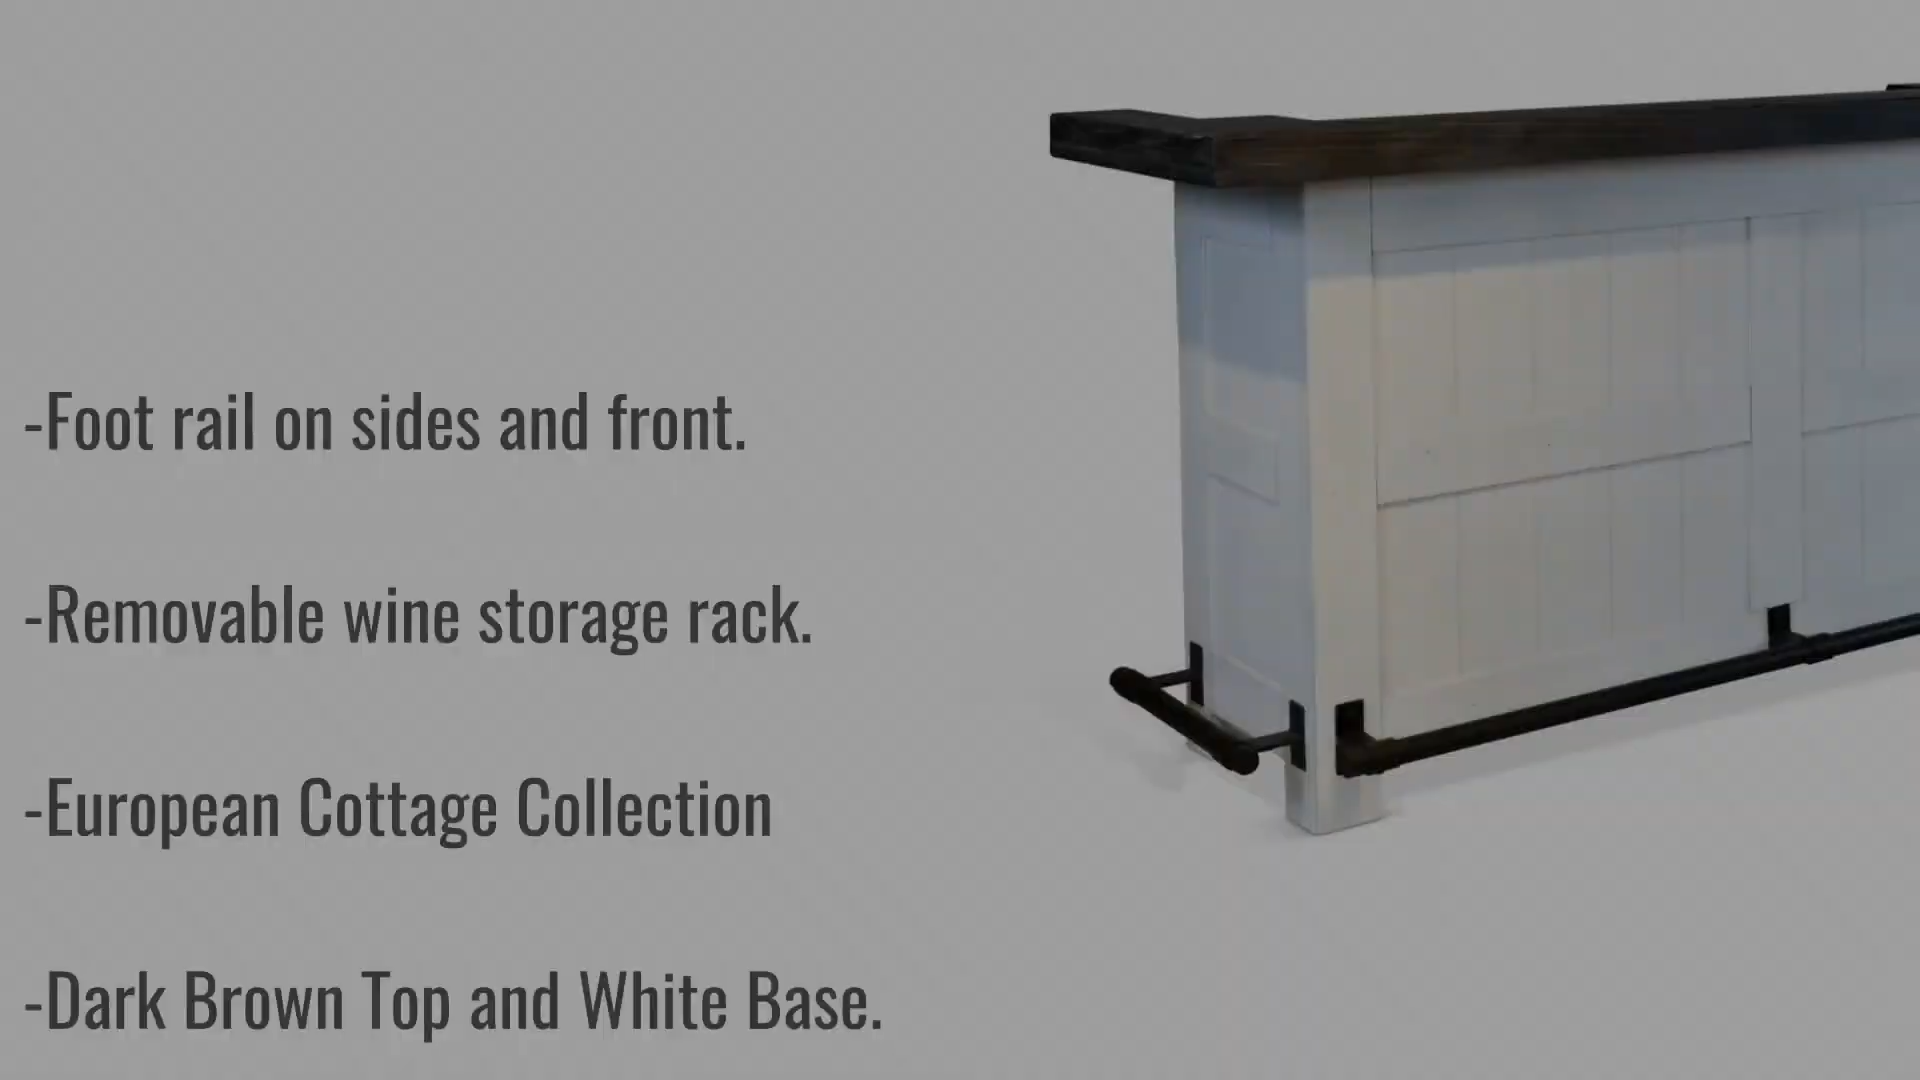 -Foot rail on sides and front.
-Removable wine storage rack.
-European Cottage Collection
-Dark Brown Top and White Base.